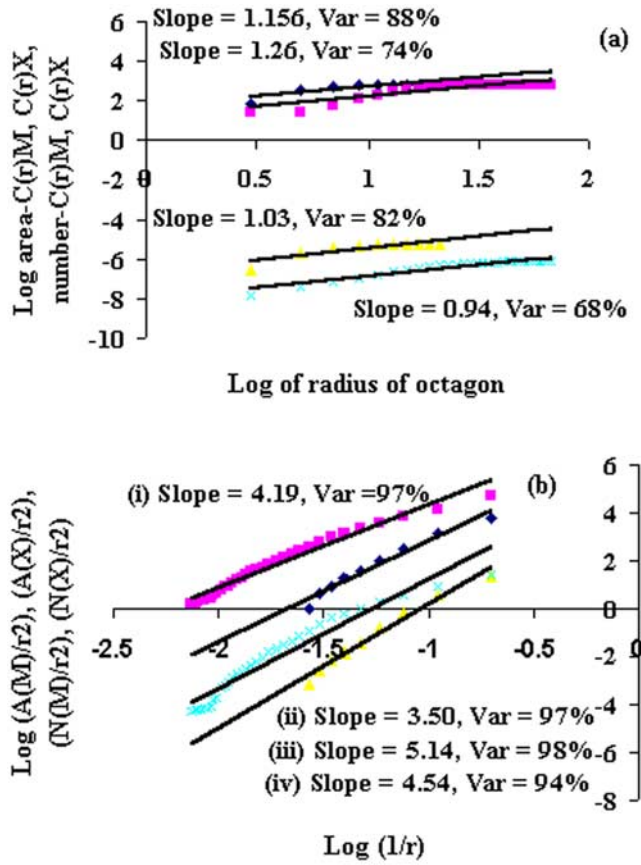 Slope = 1.156, Var = 88%
Slope = 1.26, Var = 74%
(a)
6
4
2
0
-2
-4
-6
-8
-10
0
0.5
1
1.5
2
Slope = 1.03, Var = 82%
Slope = 0.94, Var = 68%
Log area-C(r)M, C(r)X,
number-C(r)M, C(r)X
Log of radius of octagon
(i) Slope = 4.19, Var =97%
(b)
6
4
2
0
-2
-4
-6
-8
-2.5
-2
-1.5
-1
-0.5
0
(ii) Slope = 3.50, Var = 97%
(iii) Slope = 5.14, Var = 98%
(iv) Slope = 4.54, Var = 94%
Log (A(M)/r2), (A(X)/r2),
(N(M)/r2), (N(X)/r2)
Log (1/r)